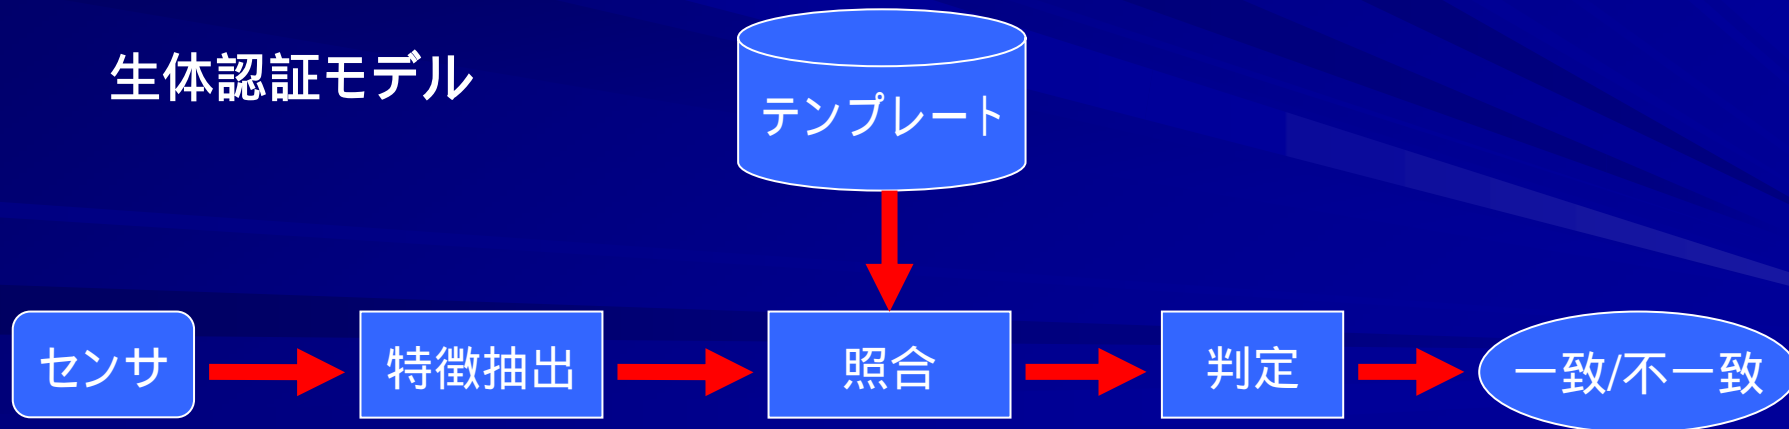 生体認証モデル
テンプレート
センサ
特徴抽出
照合
判定
一致/不一致